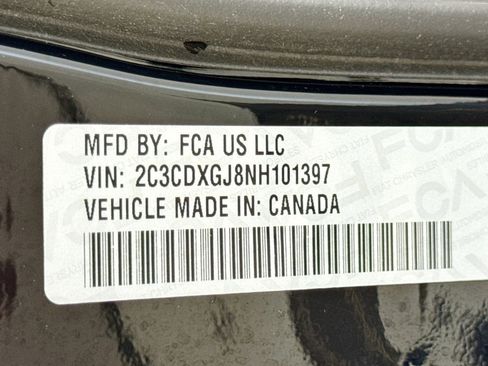 MFD BY: FCA US LLC
VIN: 2C3CDXGJ8NH101397
VEHICLE MADE IN: CANADA